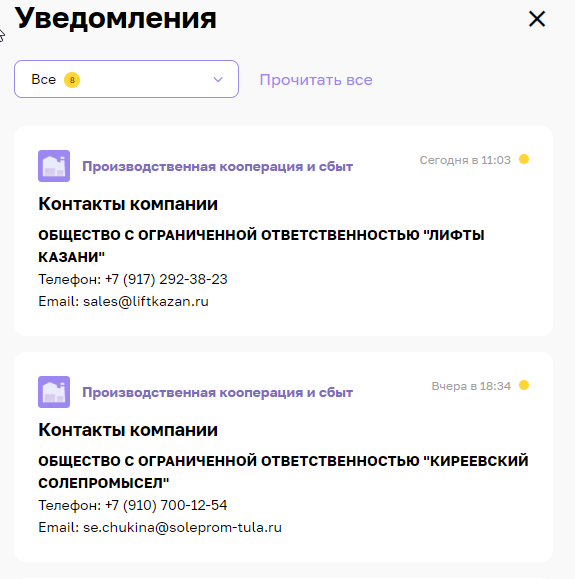 Уведомления
Все 8
Прочитать все
Производственная кооперация и сбыт
Сегодня в 11:03
Контакты компании
ОБЩЕСТВО С ОГРАНИЧЕННОЙ ОТВЕТСТВЕННОСТЬЮ "ЛИФТЫ
КАЗАНИ"
Телефон: +7 (917) 292-38-23
Email: sales@liftkazan.ru
Производственная кооперация и сбыт
Вчера в 18:34
Контакты компании
ОБЩЕСТВО С ОГРАНИЧЕННОЙ ОТВЕТСТВЕННОСТЬЮ "КИРЕЕВСКИЙ
СОЛЕПРОМЫСЕЛ"
Телефон: +7 (910) 700-12-54
Email: se.chukina@soleprom-tula.ru